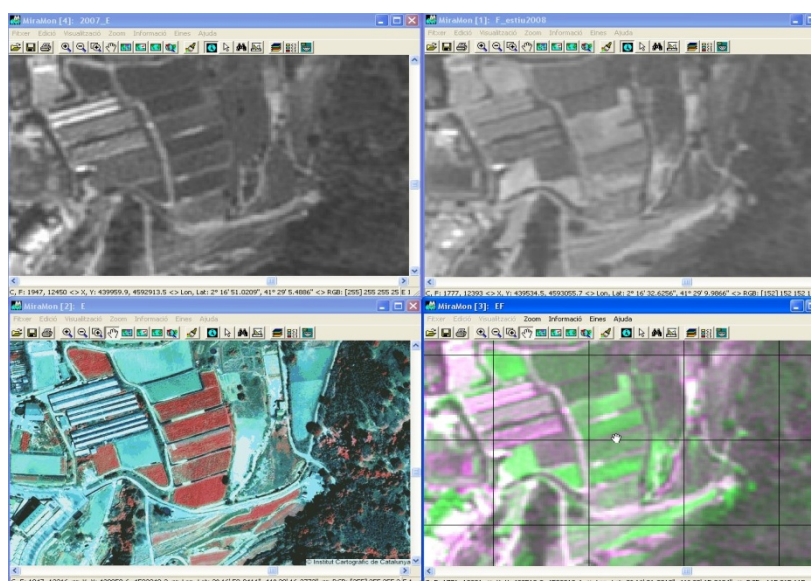 MiraMon [4]: 2007_E
Fitxer Edició Visualització Zoom Informació Eines Ajuda
C, F: 1947, 12450 <> X, Y: 439959.9, 4592913.5 <> Lon, Lat: 2° 16' 51.0209", 41° 29' 5.4886" <> RGB: [255] 255 255 25 E 1
MiraMon [1]: F_estiu2008
Fitxer Edició Visualització Zoom Informació Eines Ajuda
C, F: 1777, 12393 <> X, Y: 439534.5, 4593055.7 <> Lon, Lat: 2° 16' 32.6256", 41° 29' 9.9866" <> RGB: [152] 152 152 1
MiraMon [2]: E
Fitxer Edició Visualització Zoom Informació Eines Ajuda
© Institut Cartogràfic de Catalunya
MiraMon [3]: EF
Fitxer Edició Visualització Zoom Informació Eines Ajuda